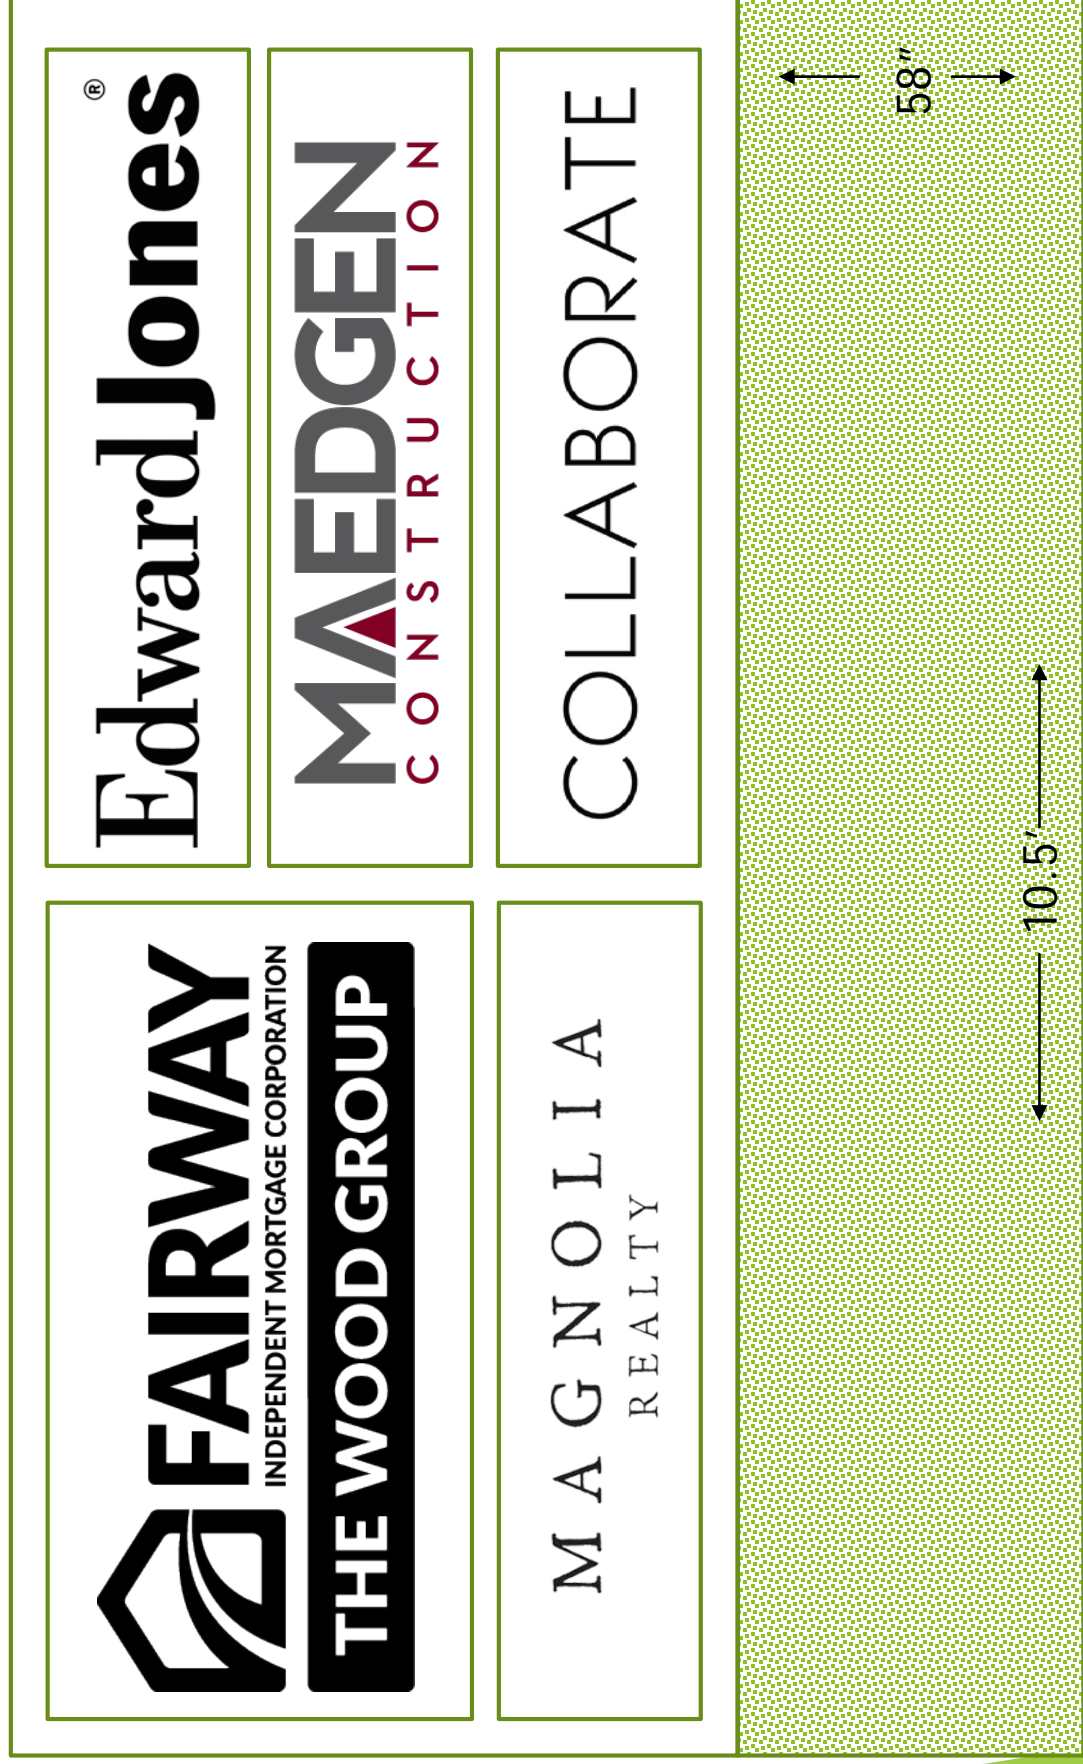 FAIRWAY
INDEPENDENT MORTGAGE CORPORATION
THE WOOD GROUP
MAGNOLIA
REALTY
Edward Jones®
MAEDGEN
CONSTRUCTION
COLLABORATE
58”
10.5’